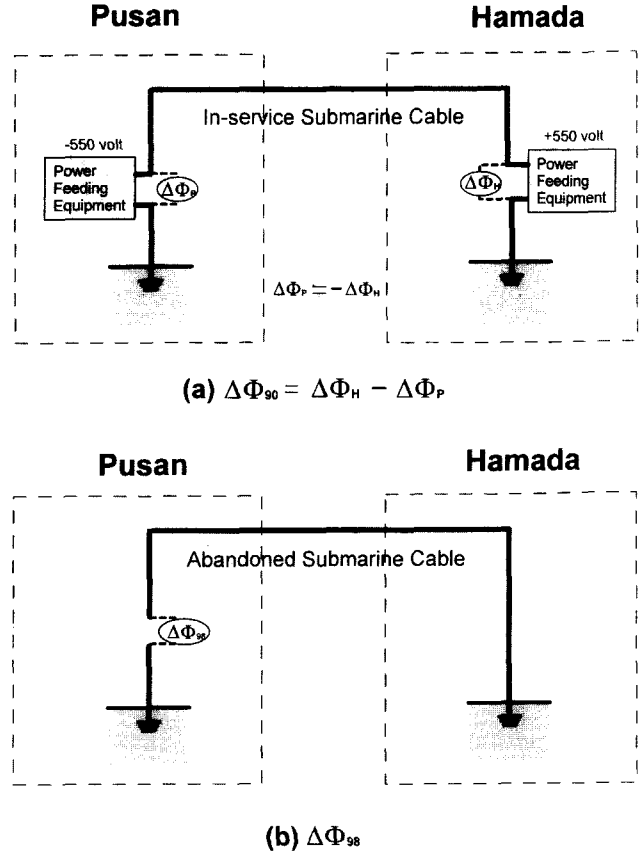 Pusan
Hamada
In-service Submarine Cable
-550 volt
+550 volt
Power
Feeding
Equipment
ΔΦP
ΔΦH
Power
Feeding
Equipment
ΔΦP = −ΔΦH
(a) ΔΦ90 = ΔΦH − ΔΦP
Pusan
Hamada
Abandoned Submarine Cable
ΔΦ98
(b) ΔΦ98